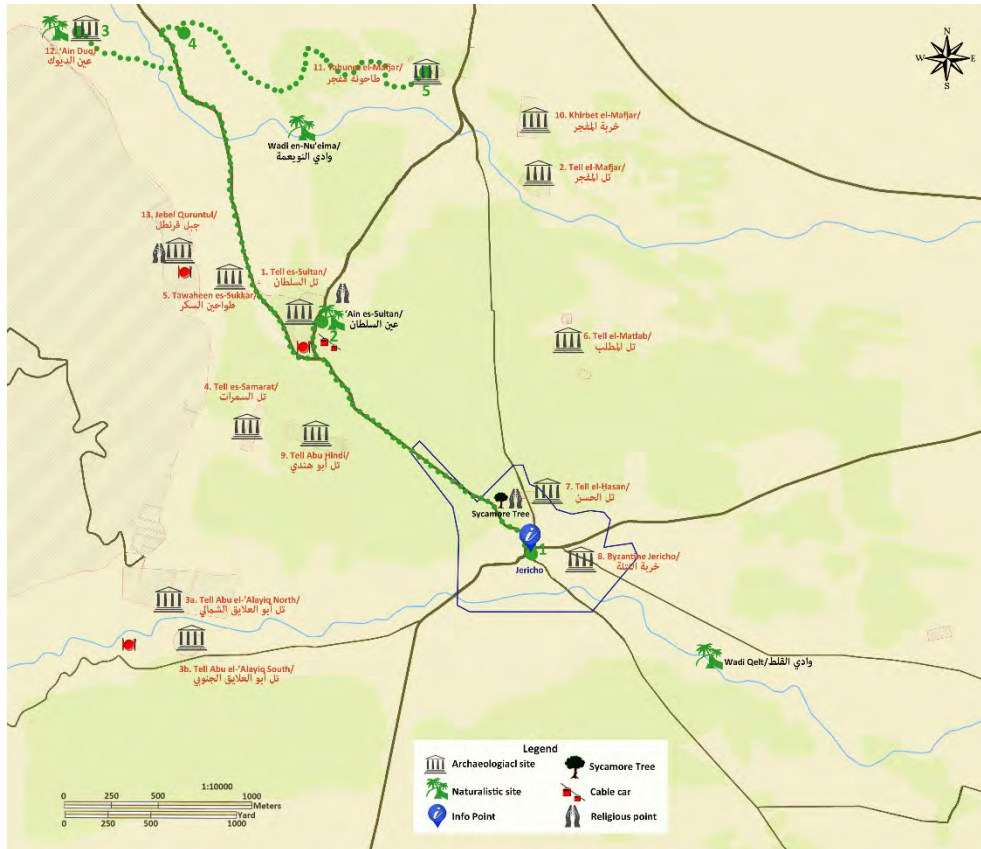 N
W
E
S
3
4
12. 'Ain Duq/
عين الديوك
11. Tahunet el-Mafjar/
طاحونة مفجر
5
10. Khirbet el-Mafjar/
خربة المفجر
Wadi en-Nu'eima/
وادي النويعمة
2. Tell el-Mafjar/
تل المفجر
13. Jebel Quruntul/
جبل قرنطل
1. Tell es-Sultan/
تل السلطان
5. Tawaheen es-Sukkar/
طواحين السكر
'Ain es-Sultan/
عين السلطان
2
6. Tell el-Matlab/
تل المطلب
4. Tell es-Samarat/
تل السمرات
9. Tell Abu Hindi/
تل أبو هندي
7. Tell el-Hasan/
تل الحسن
Sycamore Tree
i
1
Jericho
8. Byzantine Jericho/
3a. Tell Abu el-'Alayiq North/
تل أبو العلايق الشمالي
3b. Tell Abu el-'Alayiq South/
تل أبو العلايق الجنوبي
Wadi Qelt/وادي القلط
Legend
Archaeologiacl site
Sycamore Tree
Naturalistic site
Cable car
i
Info Point
Religious point
1:10000
0 250 500 1000
Meters
Yard
0 250 500 1000